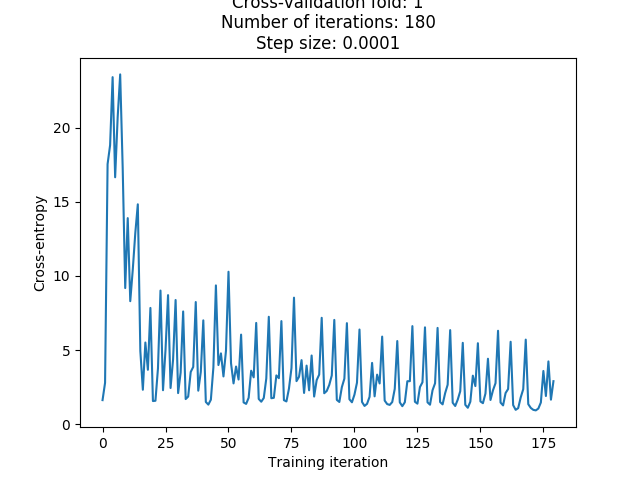 Cross-validation fold: 1
Number of iterations: 180
Step size: 0.0001
20
15
10
5
0
Cross-entropy
0 25 50 75 100 125 150 175
Training iteration